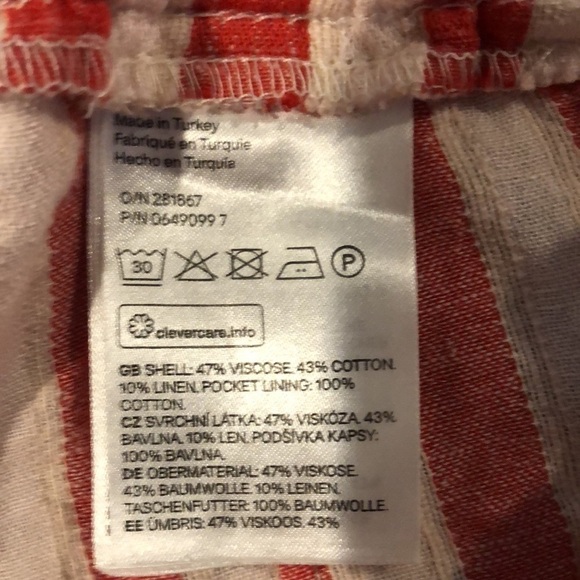 Made in Turkey
Fabriqué en Turquie
Hecho en Turquía
O/N 281867
P/N 0649099 7
30
P
clevercare.info
GB SHELL: 47% VISCOSE. 43% COTTON.
10% LINEN, POCKET LINING: 100%
COTTON.
CZ SVRCHNÍ LÁTKA: 47% VISKÓZA. 43%
BAVLNA. 10% LEN. PODŠÍVKA KAPSY:
100% BAVLNA.
DE OBERMATERIAL: 47% VISKOSE.
43% BAUMWOLLE. 10% LEINEN.
TASCHENFUTTER: 100% BAUMWOLLE.
EE ÜMBRIS: 47% VISKOOS. 43%